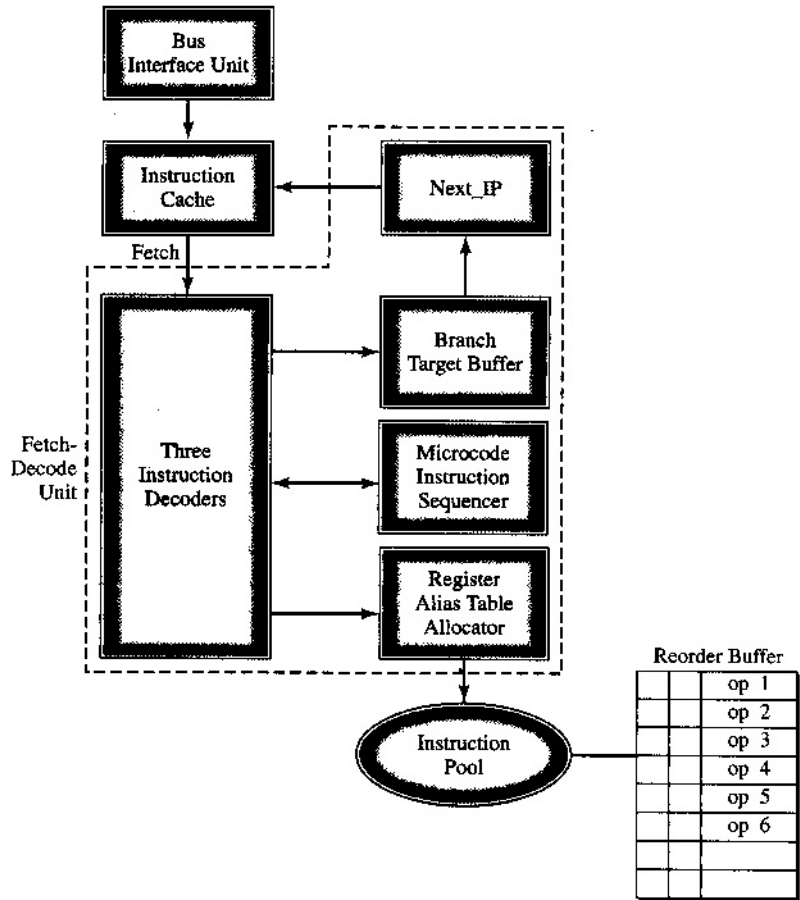 Bus
Interface Unit
Instruction
Cache
Next_IP
Fetch
Branch
Target Buffer
Fetch-
Decode
Unit
Three
Instruction
Decoders
Microcode
Instruction
Sequencer
Register
Alias Table
Allocator
Instruction
Pool
Reorder Buffer
op 1
op 2
op 3
op 4
op 5
op 6